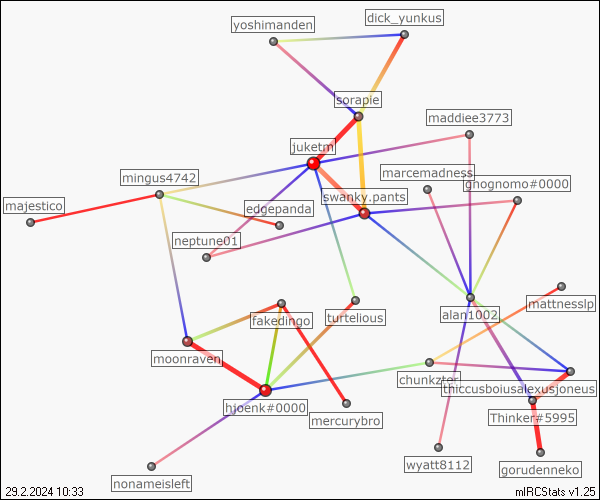 yoshimanden
dick_yunkus
sorapie
maddiee3773
juketm
mingus4742
marcemadness
gnognomo#0000
swanky.pants
majestico
edgepanda
neptune01
mattnesslp
fakedingo
turtelious
alan1002
moonraven
chunkzter
thiccusboiusalexusjoneus
hjoenk#0000
mercurybro
Thinker#5995
wyatt8112
gorudenneko
nonameisleft
29.2.2024 10:33
mIRCStats v1.25